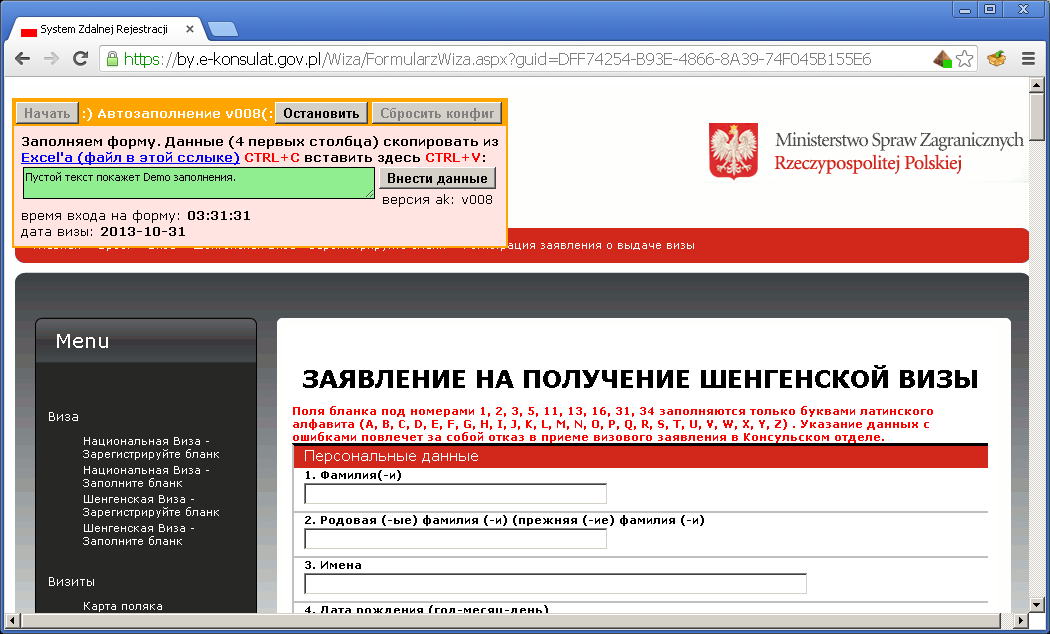 System Zdalnej Rejestracji
https://by.e-konsulat.gov.pl/Wiza/FormularzWiza.aspx?guid=DFF74254-B93E-4866-8A39-74F045B155E6
Начать :) Автозаполнение v008(: Остановить Сбросить конфиг
Заполняем форму. Данные (4 первых столбца) скопировать из
Excel'а (файл в этой сслыке) CTRL+C вставить здесь CTRL+V:
Пустой текст покажет Demo заполнения.
Внести данные
версия ak: v008
время входа на форму: 03:31:31
дата визы: 2013-10-31
Ministerstwo Spraw Zagranicznych
Rzeczypospolitej Polskiej
заявления о выдаче визы
Menu
Виза
Национальная Виза -
Зарегистрируйте бланк
Национальная Виза -
Заполните бланк
Шенгенская Виза -
Зарегистрируйте бланк
Шенгенская Виза -
Заполните бланк
Визиты
Карта поляка
ЗАЯВЛЕНИЕ НА ПОЛУЧЕНИЕ ШЕНГЕНСКОЙ ВИЗЫ
Поля бланка под номерами 1, 2, 3, 5, 11, 13, 16, 31, 34 заполняются только буквами латинского
алфавита (A, B, C, D, E, F, G, H, I, J, K, L, M, N, O, P, Q, R, S, T, U, V, W, X, Y, Z) . Указание данных с
ошибками повлечет за собой отказ в приеме визового заявления в Консульском отделе.
Персональные данные
1. Фамилия(-и)
2. Родовая (-ые) фамилия (-и) (прежняя (-ие) фамилия (-и)
3. Имена
4. Дата рождения (год-месяц-день)